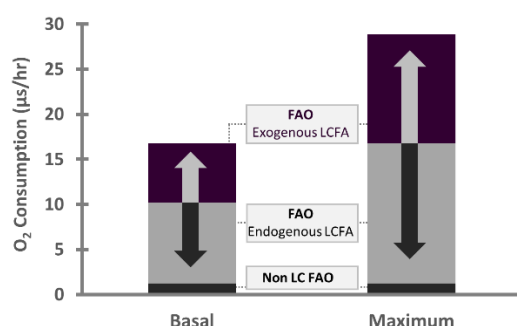 O2 Consumption (µs/hr)
30
25
20
15
10
5
0
FAO
Exogenous LCFA
FAO
Endogenous LCFA
Non LC FAO
Basal
Maximum